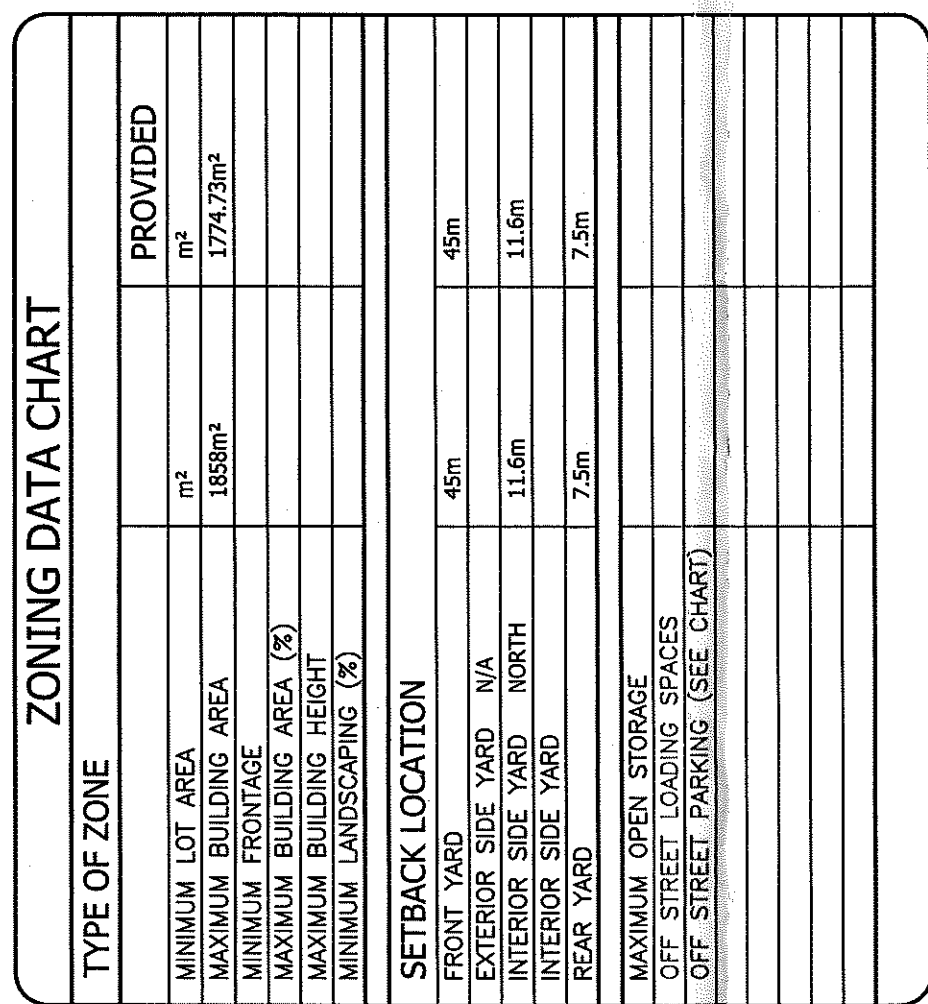 ZONING DATA CHART
TYPE OF ZONE
PROVIDED
MINIMUM LOT AREA m² m²
MAXIMUM BUILDING AREA 1858m² 1774.73m²
MINIMUM FRONTAGE
MAXIMUM BUILDING AREA (%)
MAXIMUM BUILDING HEIGHT
MINIMUM LANDSCAPING (%)
SETBACK LOCATION
FRONT YARD 45m 45m
EXTERIOR SIDE YARD N/A
INTERIOR SIDE YARD NORTH 11.6m 11.6m
INTERIOR SIDE YARD
REAR YARD 7.5m 7.5m
MAXIMUM OPEN STORAGE
OFF STREET LOADING SPACES
OFF STREET PARKING (SEE CHART)